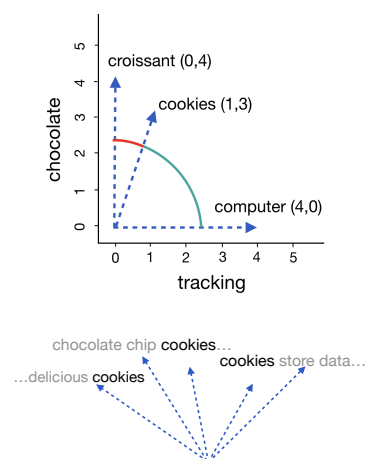 croissant (0,4)
cookies (1,3)
computer (4,0)
chocolate
5
4
3
2
1
0
0 1 2 3 4 5
tracking
chocolate chip cookies…
cookies store data…
…delicious cookies